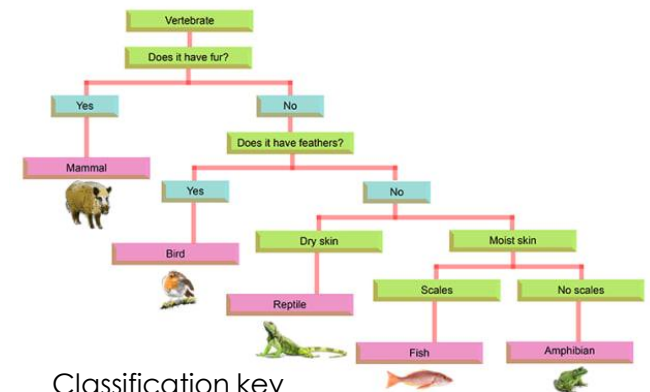 Vertebrate
Does it have fur?
Yes
No
Does it have feathers?
Mammal
Yes
No
Dry skin
Moist skin
Bird
Scales
No scales
Reptile
Fish
Amphibian
Classification key